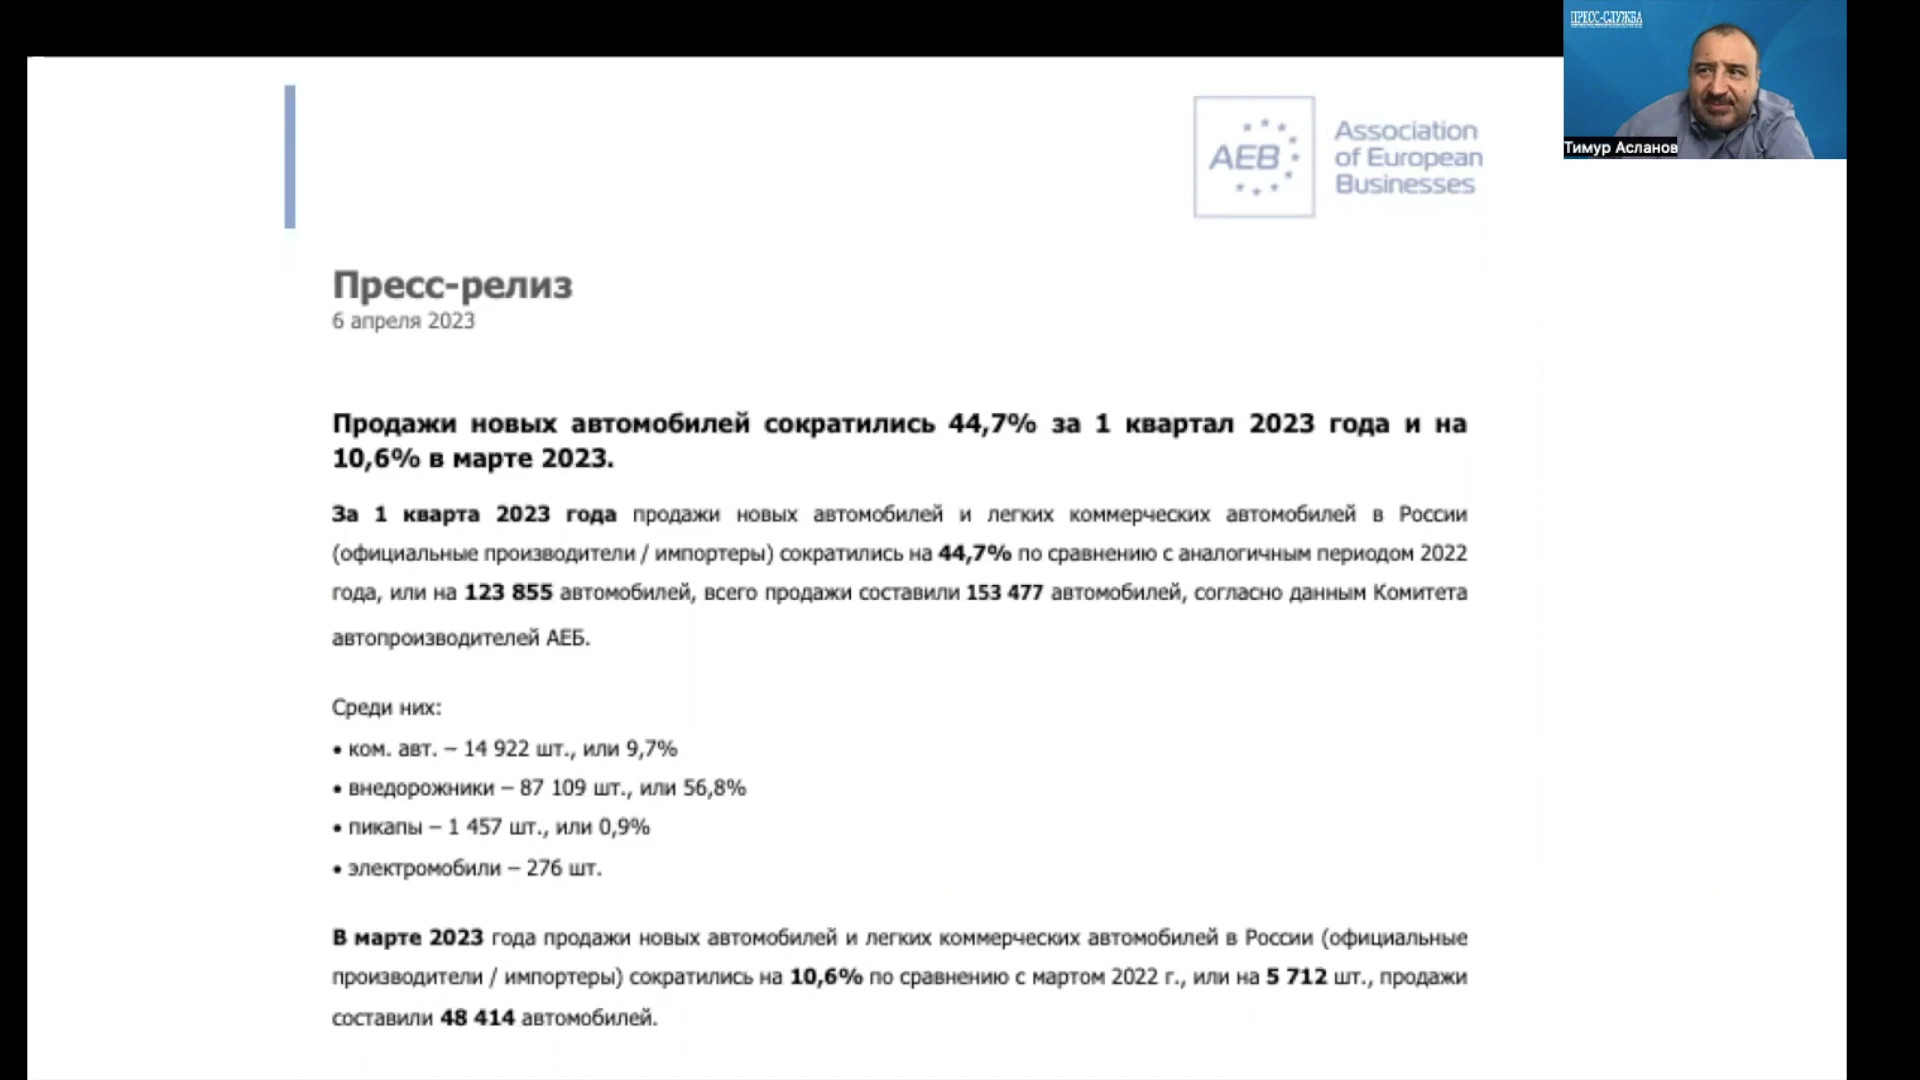 ПРЕСС-СЛУЖБА
Тимур Асланов
AEB
Association
of European
Businesses
Пресс-релиз
6 апреля 2023
Продажи новых автомобилей сократились 44,7% за 1 квартал 2023 года и на
10,6% в марте 2023.
За 1 кварта 2023 года продажи новых автомобилей и легких коммерческих автомобилей в России
(официальные производители / импортеры) сократились на 44,7% по сравнению с аналогичным периодом 2022
года, или на 123 855 автомобилей, всего продажи составили 153 477 автомобилей, согласно данным Комитета
автопроизводителей АЕБ.
Среди них:
• ком. авт. – 14 922 шт., или 9,7%
• внедорожники – 87 109 шт., или 56,8%
• пикапы – 1 457 шт., или 0,9%
• электромобили – 276 шт.
В марте 2023 года продажи новых автомобилей и легких коммерческих автомобилей в России (официальные
производители / импортеры) сократились на 10,6% по сравнению с мартом 2022 г., или на 5 712 шт., продажи
составили 48 414 автомобилей.